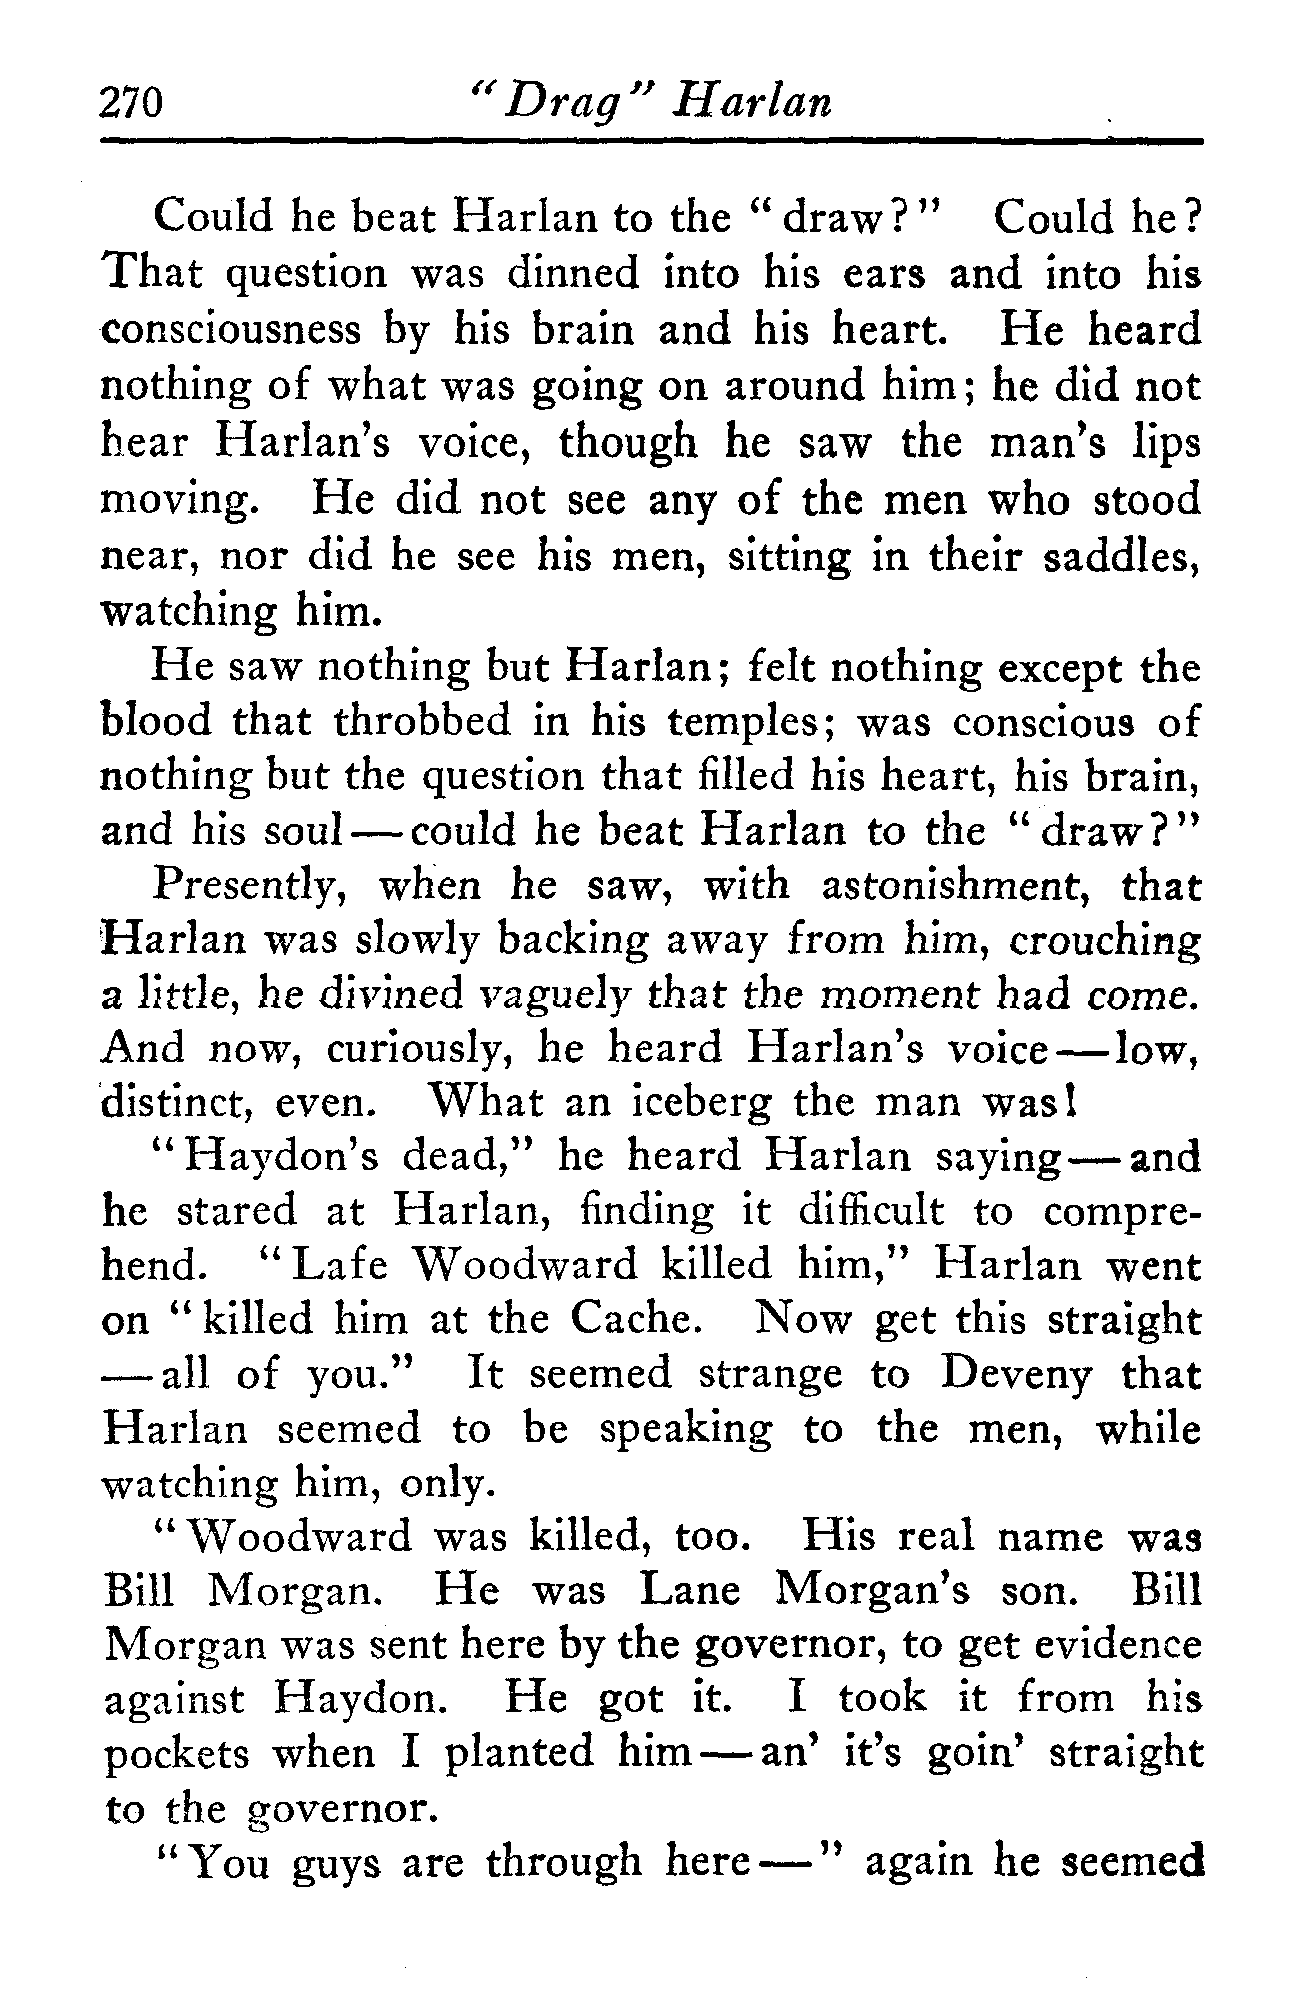 270 " Drag " Harlan
Could he beat Harlan to the " draw? " Could he?
That question was dinned into his ears and into his
consciousness by his brain and his heart. He heard
nothing of what was going on around him; he did not
hear Harlan's voice, though he saw the man's lips
moving. He did not see any of the men who stood
near, nor did he see his men, sitting in their saddles,
watching him.
He saw nothing but Harlan; felt nothing except the
blood that throbbed in his temples; was conscious of
nothing but the question that filled his heart, his brain,
and his soul — could he beat Harlan to the " draw? "
Presently, when he saw, with astonishment, that
Harlan was slowly backing away from him, crouching
a little, he divined vaguely that the moment had come.
And now, curiously, he heard Harlan's voice — low,
distinct, even. What an iceberg the man was!
" Haydon's dead," he heard Harlan saying — and
he stared at Harlan, finding it difficult to compre-
hend. " Lafe Woodward killed him," Harlan went
on " killed him at the Cache. Now get this straight
— all of you." It seemed strange to Deveny that
Harlan seemed to be speaking to the men, while
watching him, only.
" Woodward was killed, too. His real name was
Bill Morgan. He was Lane Morgan's son. Bill
Morgan was sent here by the governor, to get evidence
against Haydon. He got it. I took it from his
pockets when I planted him — an' it's goin' straight
to the governor.
" You guys are through here — " again he seemed